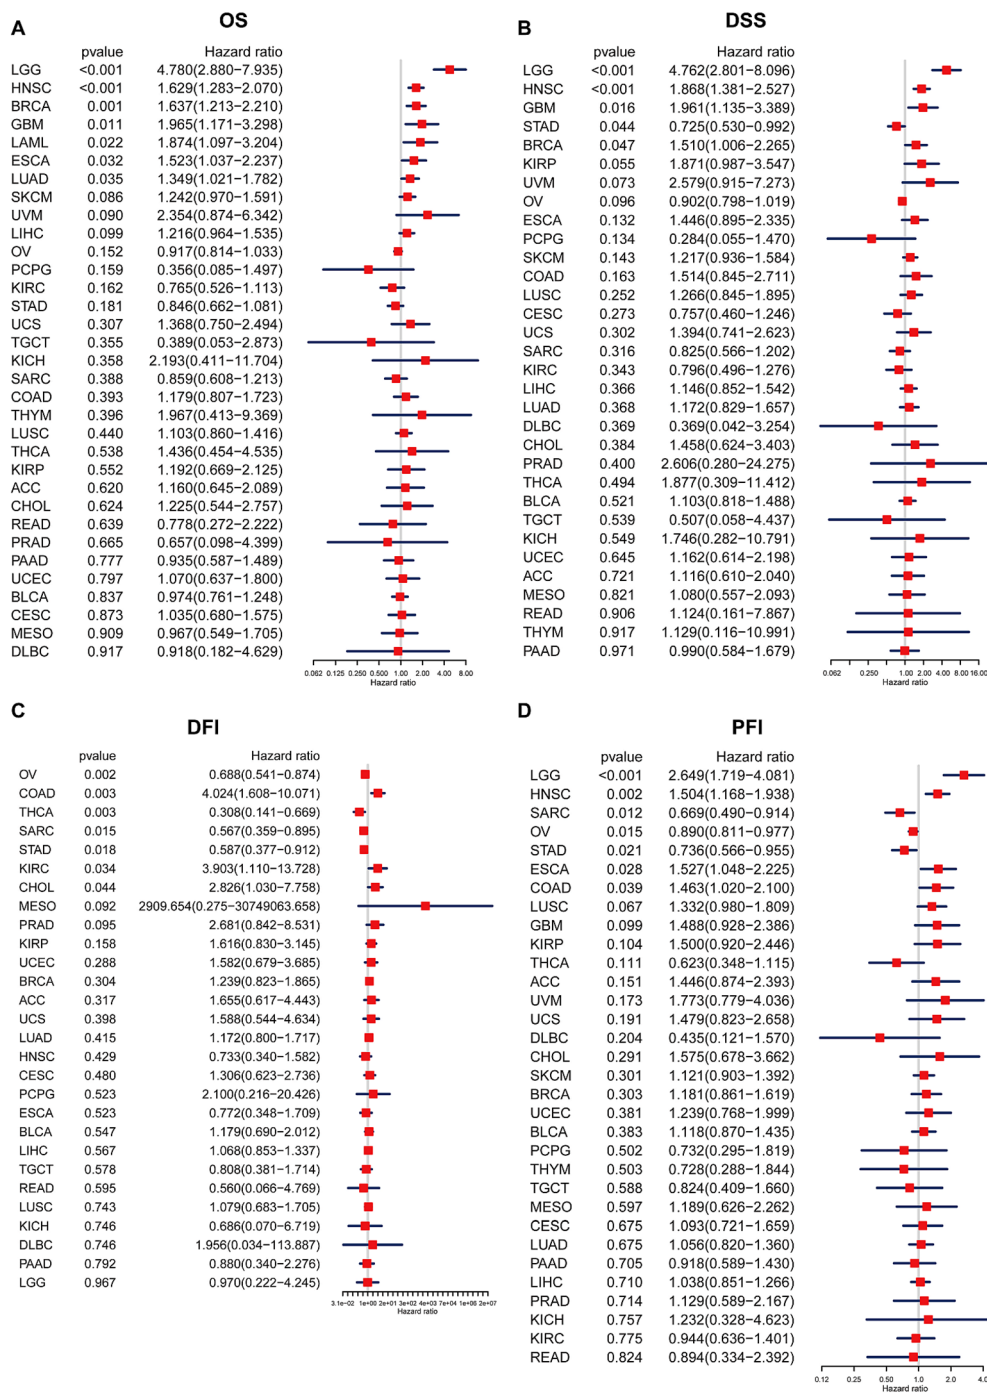 A
OS
pvalue Hazard ratio
LGG <0.001 4.780(2.880−7.935)
HNSC <0.001 1.629(1.283−2.070)
BRCA 0.001 1.637(1.213−2.210)
GBM 0.011 1.965(1.171−3.298)
LAML 0.022 1.874(1.097−3.204)
ESCA 0.032 1.523(1.037−2.237)
LUAD 0.035 1.349(1.021−1.782)
SKCM 0.086 1.242(0.970−1.591)
UVM 0.090 2.354(0.874−6.342)
LIHC 0.099 1.216(0.964−1.535)
OV 0.152 0.917(0.814−1.033)
PCPG 0.159 0.356(0.085−1.497)
KIRC 0.162 0.765(0.526−1.113)
STAD 0.181 0.846(0.662−1.081)
UCS 0.307 1.368(0.750−2.494)
TGCT 0.355 0.389(0.053−2.873)
KICH 0.358 2.193(0.411−11.704)
SARC 0.388 0.859(0.608−1.213)
COAD 0.393 1.179(0.807−1.723)
THYM 0.396 1.967(0.413−9.369)
LUSC 0.440 1.103(0.860−1.416)
THCA 0.538 1.436(0.454−4.535)
KIRP 0.552 1.192(0.669−2.125)
ACC 0.620 1.160(0.645−2.089)
CHOL 0.624 1.225(0.544−2.757)
READ 0.639 0.778(0.272−2.222)
PRAD 0.665 0.657(0.098−4.399)
PAAD 0.777 0.935(0.587−1.489)
UCEC 0.797 1.070(0.637−1.800)
BLCA 0.837 0.974(0.761−1.248)
CESC 0.873 1.035(0.680−1.575)
MESO 0.909 0.967(0.549−1.705)
DLBC 0.917 0.918(0.182−4.629)
0.062 0.125 0.250 0.50 1.00 2.00 4.00 8.00
Hazard ratio
B
DSS
pvalue Hazard ratio
LGG <0.001 4.762(2.801−8.096)
HNSC <0.001 1.868(1.381−2.527)
GBM 0.016 1.961(1.135−3.389)
STAD 0.044 0.725(0.530−0.992)
BRCA 0.047 1.510(1.006−2.265)
KIRP 0.055 1.871(0.987−3.547)
UVM 0.073 2.579(0.915−7.273)
OV 0.096 0.902(0.798−1.019)
ESCA 0.132 1.446(0.895−2.335)
PCPG 0.134 0.284(0.055−1.470)
SKCM 0.143 1.217(0.936−1.584)
COAD 0.163 1.514(0.845−2.711)
LUSC 0.252 1.266(0.845−1.895)
CESC 0.273 0.757(0.460−1.246)
UCS 0.302 1.394(0.741−2.623)
SARC 0.316 0.825(0.566−1.202)
KIRC 0.343 0.796(0.496−1.276)
LIHC 0.366 1.146(0.852−1.542)
LUAD 0.368 1.172(0.829−1.657)
DLBC 0.369 0.369(0.042−3.254)
CHOL 0.384 1.458(0.624−3.403)
PRAD 0.400 2.606(0.280−24.275)
THCA 0.494 1.877(0.309−11.412)
BLCA 0.521 1.103(0.818−1.488)
TGCT 0.539 0.507(0.058−4.437)
KICH 0.549 1.746(0.282−10.791)
UCEC 0.645 1.162(0.614−2.198)
ACC 0.721 1.116(0.610−2.040)
MESO 0.821 1.080(0.557−2.093)
READ 0.906 1.124(0.161−7.867)
THYM 0.917 1.129(0.116−10.991)
PAAD 0.971 0.990(0.584−1.679)
0.062 0.250 1.00 2.00 4.00 8.00 16.00
Hazard ratio
C
DFI
pvalue Hazard ratio
OV 0.002 0.688(0.541−0.874)
COAD 0.003 4.024(1.608−10.071)
THCA 0.003 0.308(0.141−0.669)
SARC 0.015 0.567(0.359−0.895)
STAD 0.018 0.587(0.377−0.912)
KIRC 0.034 3.903(1.110−13.728)
CHOL 0.044 2.826(1.030−7.758)
MESO 0.092 2909.654(0.275−30749063.658)
PRAD 0.095 2.681(0.842−8.531)
KIRP 0.158 1.616(0.830−3.145)
UCEC 0.288 1.582(0.679−3.685)
BRCA 0.304 1.239(0.823−1.865)
ACC 0.317 1.655(0.617−4.443)
UCS 0.398 1.588(0.544−4.634)
LUAD 0.415 1.172(0.800−1.717)
HNSC 0.429 0.733(0.340−1.582)
CESC 0.480 1.306(0.623−2.736)
PCPG 0.523 2.100(0.216−20.426)
ESCA 0.523 0.772(0.348−1.709)
BLCA 0.547 1.179(0.690−2.012)
LIHC 0.567 1.068(0.853−1.337)
TGCT 0.578 0.808(0.381−1.714)
READ 0.595 0.560(0.066−4.769)
LUSC 0.743 1.079(0.683−1.705)
KICH 0.746 0.686(0.070−6.719)
DLBC 0.746 1.956(0.034−113.887)
PAAD 0.792 0.880(0.340−2.276)
LGG 0.967 0.970(0.222−4.245)
3.1e−02 1e+00 2e+01 3e+02 4e+03 7e+04 1e+06 2e+07
Hazard ratio
D
PFI
pvalue Hazard ratio
LGG <0.001 2.649(1.719−4.081)
HNSC 0.002 1.504(1.168−1.938)
SARC 0.012 0.669(0.490−0.914)
OV 0.015 0.890(0.811−0.977)
STAD 0.021 0.736(0.566−0.955)
ESCA 0.028 1.527(1.048−2.225)
COAD 0.039 1.463(1.020−2.100)
LUSC 0.067 1.332(0.980−1.809)
GBM 0.099 1.488(0.928−2.386)
KIRP 0.104 1.500(0.920−2.446)
THCA 0.111 0.623(0.348−1.115)
ACC 0.151 1.446(0.874−2.393)
UVM 0.173 1.773(0.779−4.036)
UCS 0.191 1.479(0.823−2.658)
DLBC 0.204 0.435(0.121−1.570)
CHOL 0.291 1.575(0.678−3.662)
SKCM 0.301 1.121(0.903−1.392)
BRCA 0.303 1.181(0.861−1.619)
UCEC 0.381 1.239(0.768−1.999)
BLCA 0.383 1.118(0.870−1.435)
PCPG 0.502 0.732(0.295−1.819)
THYM 0.503 0.728(0.288−1.844)
TGCT 0.588 0.824(0.409−1.660)
MESO 0.597 1.189(0.626−2.262)
CESC 0.675 1.093(0.721−1.659)
LUAD 0.675 1.056(0.820−1.360)
PAAD 0.705 0.918(0.589−1.430)
LIHC 0.710 1.038(0.851−1.266)
PRAD 0.714 1.129(0.589−2.167)
KICH 0.757 1.232(0.328−4.623)
KIRC 0.775 0.944(0.636−1.401)
READ 0.824 0.894(0.334−2.392)
0.12 0.25 0.50 1.0 2.0 4.0
Hazard ratio